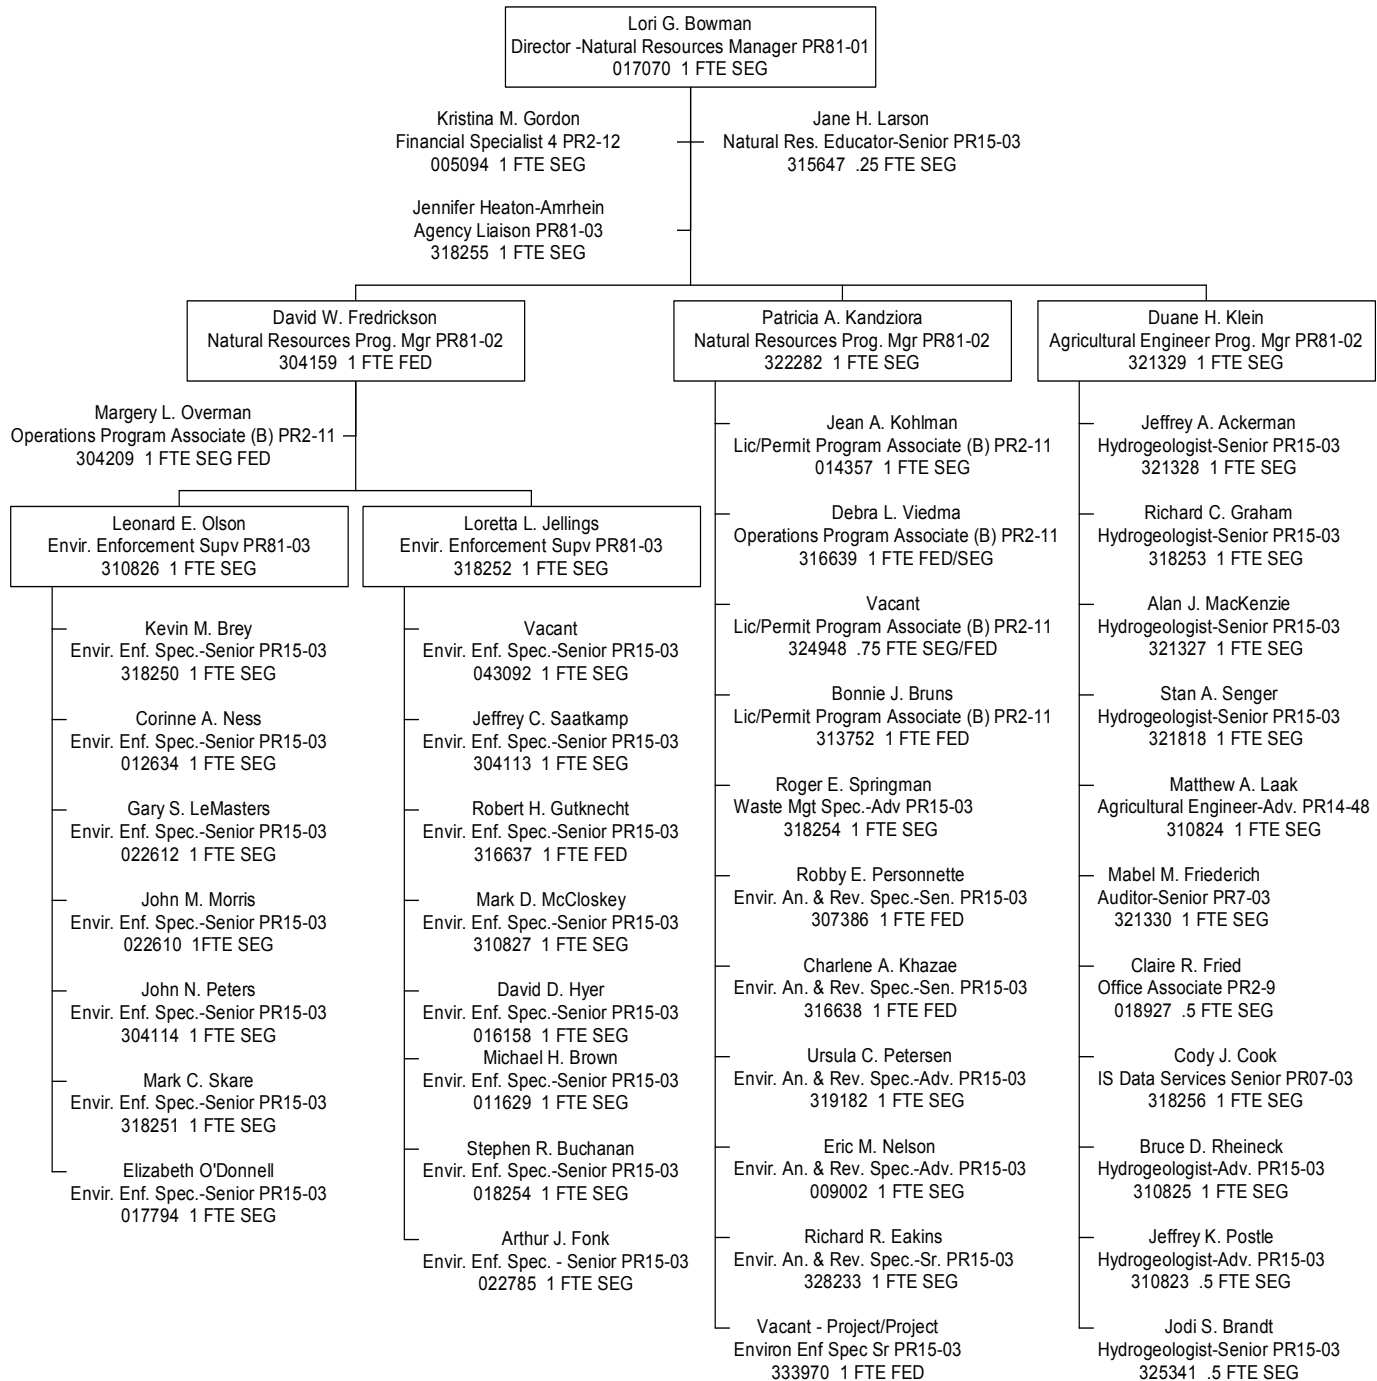 Lori G. Bowman
Director -Natural Resources Manager PR81-01
017070 1 FTE SEG
Kristina M. Gordon
Financial Specialist 4 PR2-12
005094 1 FTE SEG
Jane H. Larson
Natural Res. Educator-Senior PR15-03
315647 .25 FTE SEG
Jennifer Heaton-Amrhein
Agency Liaison PR81-03
318255 1 FTE SEG
David W. Fredrickson
Natural Resources Prog. Mgr PR81-02
304159 1 FTE FED
Margery L. Overman
Operations Program Associate (B) PR2-11
304209 1 FTE SEG FED
Leonard E. Olson
Envir. Enforcement Supv PR81-03
310826 1 FTE SEG
Kevin M. Brey
Envir. Enf. Spec.-Senior PR15-03
318250 1 FTE SEG
Corinne A. Ness
Envir. Enf. Spec.-Senior PR15-03
012634 1 FTE SEG
Gary S. LeMasters
Envir. Enf. Spec.-Senior PR15-03
022612 1 FTE SEG
John M. Morris
Envir. Enf. Spec.-Senior PR15-03
022610 1FTE SEG
John N. Peters
Envir. Enf. Spec.-Senior PR15-03
304114 1 FTE SEG
Mark C. Skare
Envir. Enf. Spec.-Senior PR15-03
318251 1 FTE SEG
Elizabeth O'Donnell
Envir. Enf. Spec.-Senior PR15-03
017794 1 FTE SEG
Loretta L. Jellings
Envir. Enforcement Supv PR81-03
318252 1 FTE SEG
Vacant
Envir. Enf. Spec.-Senior PR15-03
043092 1 FTE SEG
Jeffrey C. Saatkamp
Envir. Enf. Spec.-Senior PR15-03
304113 1 FTE SEG
Robert H. Gutknecht
Envir. Enf. Spec.-Senior PR15-03
316637 1 FTE FED
Mark D. McCloskey
Envir. Enf. Spec.-Senior PR15-03
310827 1 FTE SEG
David D. Hyer
Envir. Enf. Spec.-Senior PR15-03
016158 1 FTE SEG
Michael H. Brown
Envir. Enf. Spec.-Senior PR15-03
011629 1 FTE SEG
Stephen R. Buchanan
Envir. Enf. Spec.-Senior PR15-03
018254 1 FTE SEG
Arthur J. Fonk
Envir. Enf. Spec. - Senior PR15-03
022785 1 FTE SEG
Patricia A. Kandziora
Natural Resources Prog. Mgr PR81-02
322282 1 FTE SEG
Jean A. Kohlman
Lic/Permit Program Associate (B) PR2-11
014357 1 FTE SEG
Debra L. Viedma
Operations Program Associate (B) PR2-11
316639 1 FTE FED/SEG
Vacant
Lic/Permit Program Associate (B) PR2-11
324948 .75 FTE SEG/FED
Bonnie J. Bruns
Lic/Permit Program Associate (B) PR2-11
313752 1 FTE FED
Roger E. Springman
Waste Mgt Spec.-Adv PR15-03
318254 1 FTE SEG
Robby E. Personnette
Envir. An. & Rev. Spec.-Sen. PR15-03
307386 1 FTE FED
Charlene A. Khazae
Envir. An. & Rev. Spec.-Sen. PR15-03
316638 1 FTE FED
Ursula C. Petersen
Envir. An. & Rev. Spec.-Adv. PR15-03
319182 1 FTE SEG
Eric M. Nelson
Envir. An. & Rev. Spec.-Adv. PR15-03
009002 1 FTE SEG
Richard R. Eakins
Envir. An. & Rev. Spec.-Sr. PR15-03
328233 1 FTE SEG
Vacant - Project/Project
Environ Enf Spec Sr PR15-03
333970 1 FTE FED
Duane H. Klein
Agricultural Engineer Prog. Mgr PR81-02
321329 1 FTE SEG
Jeffrey A. Ackerman
Hydrogeologist-Senior PR15-03
321328 1 FTE SEG
Richard C. Graham
Hydrogeologist-Senior PR15-03
318253 1 FTE SEG
Alan J. MacKenzie
Hydrogeologist-Senior PR15-03
321327 1 FTE SEG
Stan A. Senger
Hydrogeologist-Senior PR15-03
321818 1 FTE SEG
Matthew A. Laak
Agricultural Engineer-Adv. PR14-48
310824 1 FTE SEG
Mabel M. Friederich
Auditor-Senior PR7-03
321330 1 FTE SEG
Claire R. Fried
Office Associate PR2-9
018927 .5 FTE SEG
Cody J. Cook
IS Data Services Senior PR07-03
318256 1 FTE SEG
Bruce D. Rheineck
Hydrogeologist-Adv. PR15-03
310825 1 FTE SEG
Jeffrey K. Postle
Hydrogeologist-Adv. PR15-03
310823 .5 FTE SEG
Jodi S. Brandt
Hydrogeologist-Senior PR15-03
325341 .5 FTE SEG